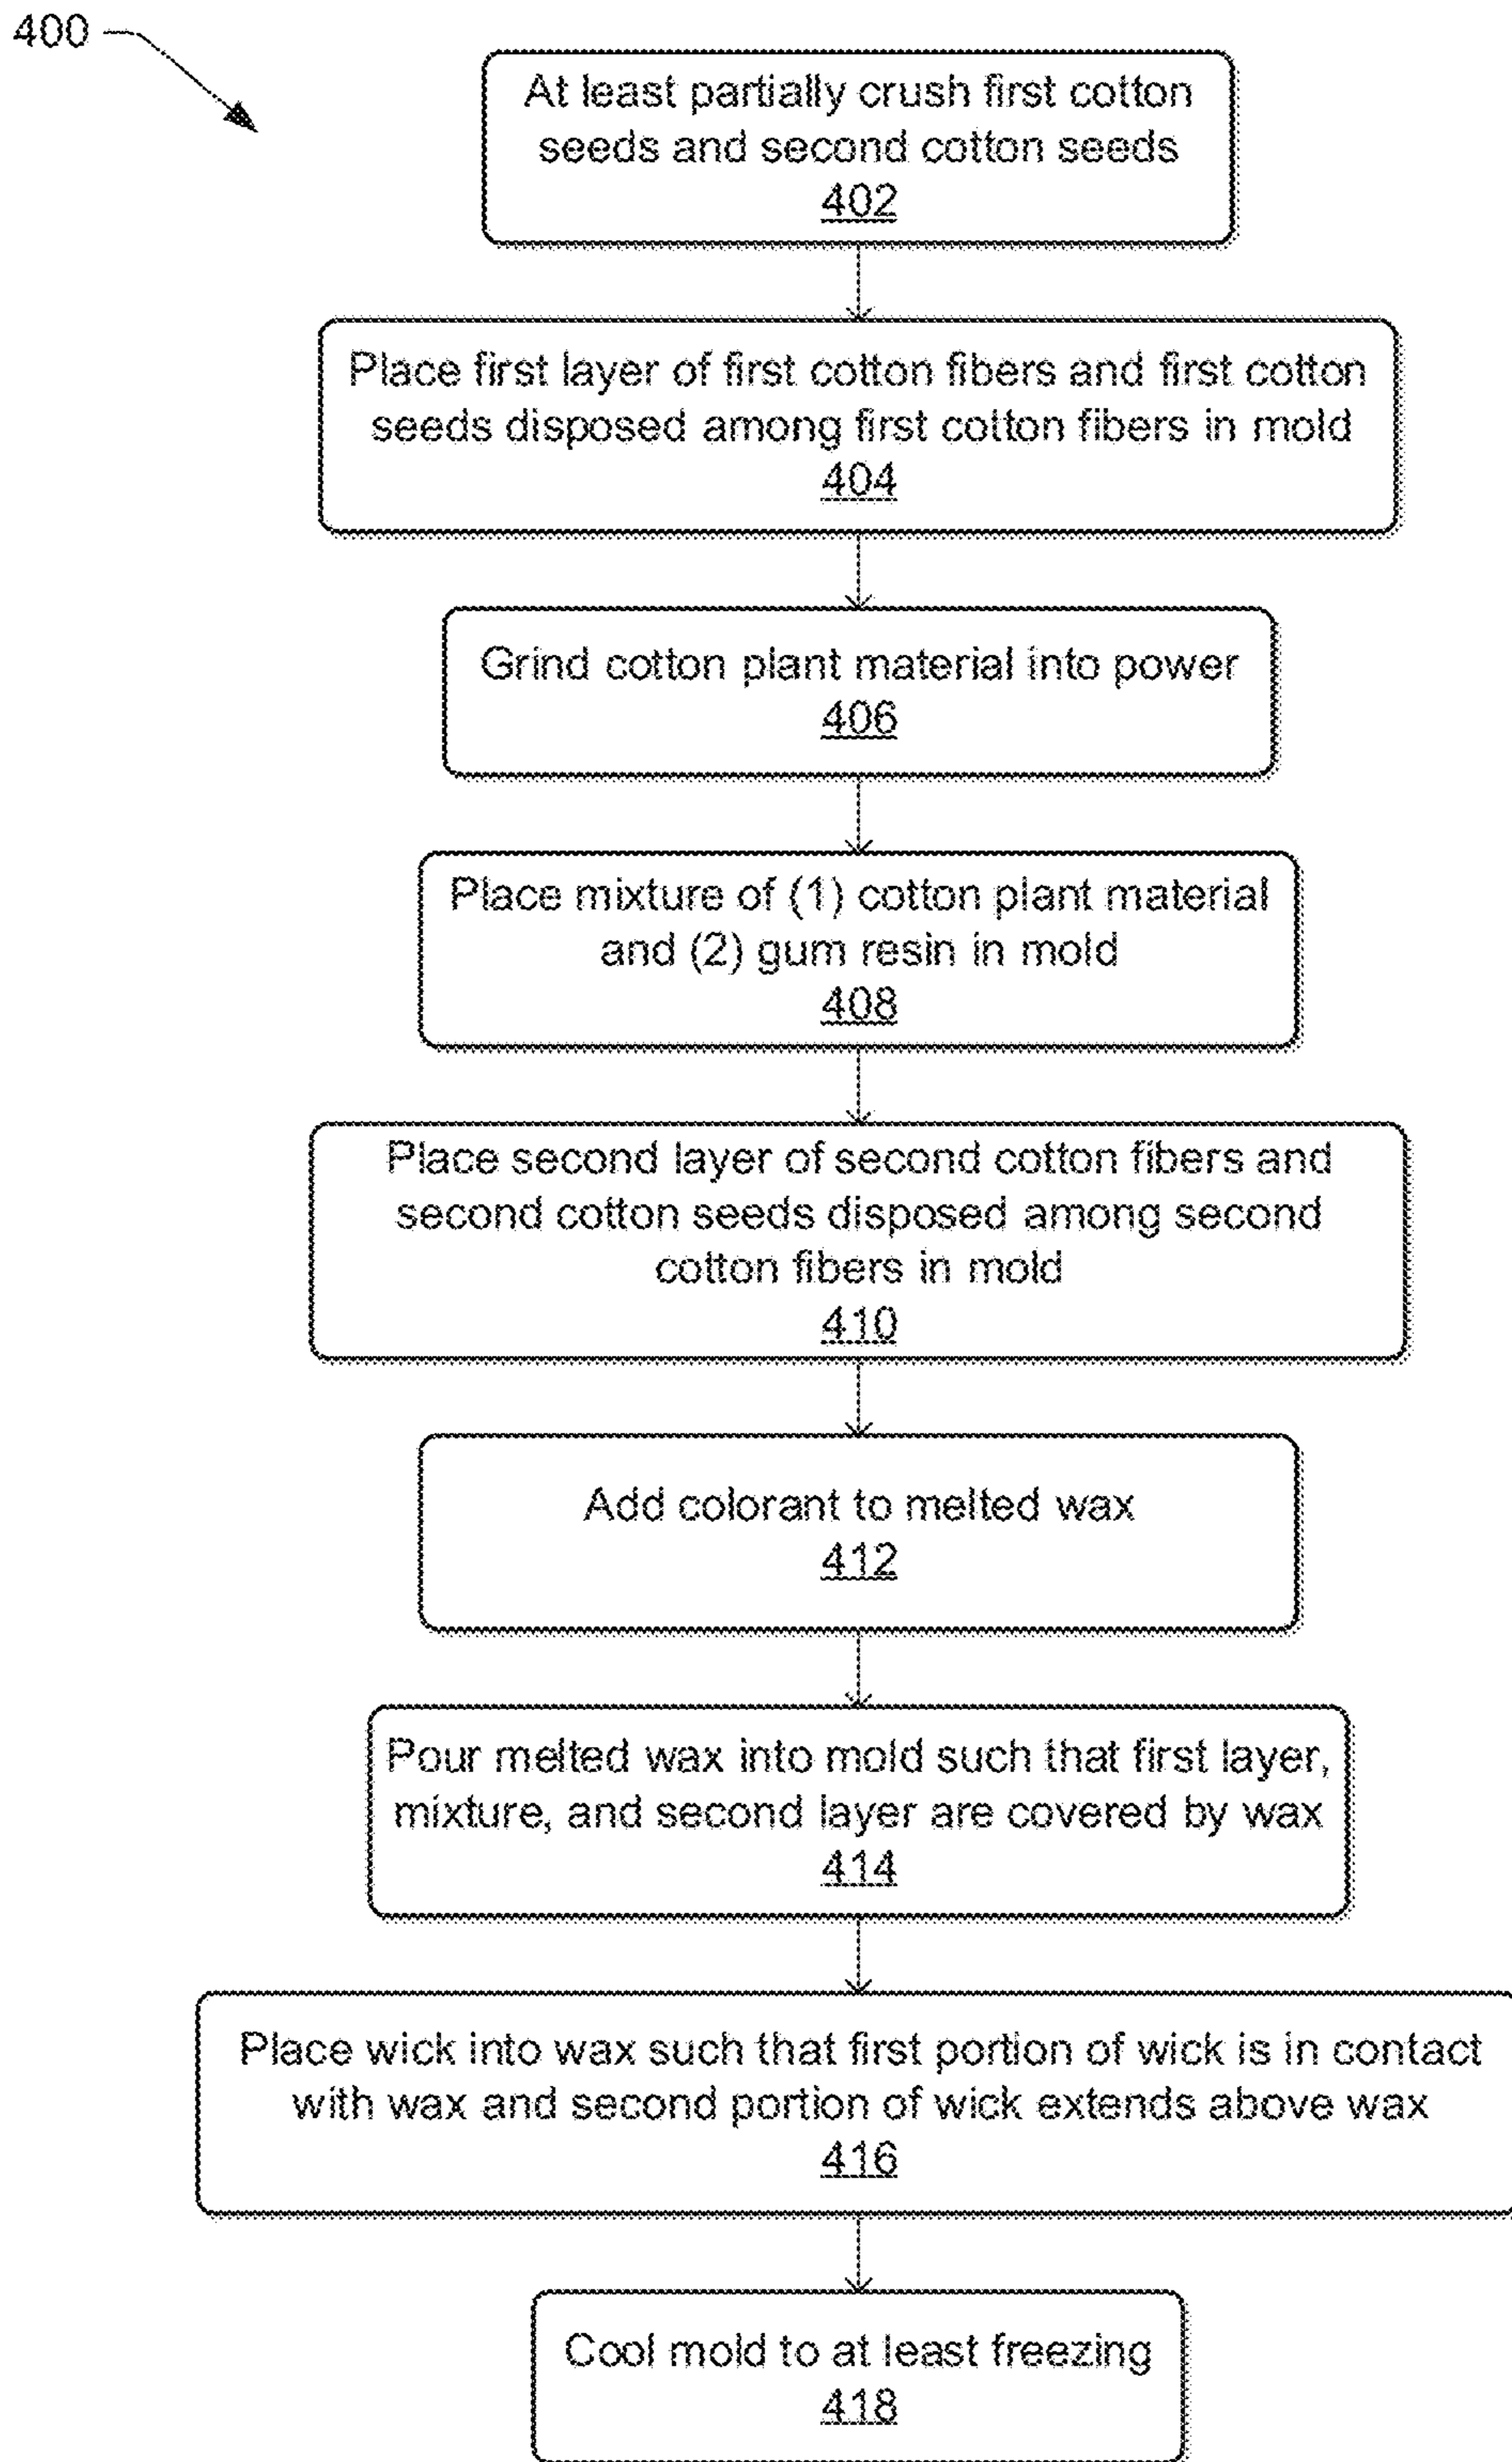 400
At least partially crush first cotton
seeds and second cotton seeds
402
Place first layer of first cotton fibers and first cotton
seeds disposed among first cotton fibers in mold
404
Grind cotton plant material into power
406
Place mixture of (1) cotton plant material
and (2) gum resin in mold
408
Place second layer of second cotton fibers and
second cotton seeds disposed among second
cotton fibers in mold
410
Add colorant to melted wax
412
Pour melted wax into mold such that first layer,
mixture, and second layer are covered by wax
414
Place wick into wax such that first portion of wick is in contact
with wax and second portion of wick extends above wax
416
Cool mold to at least freezing
418